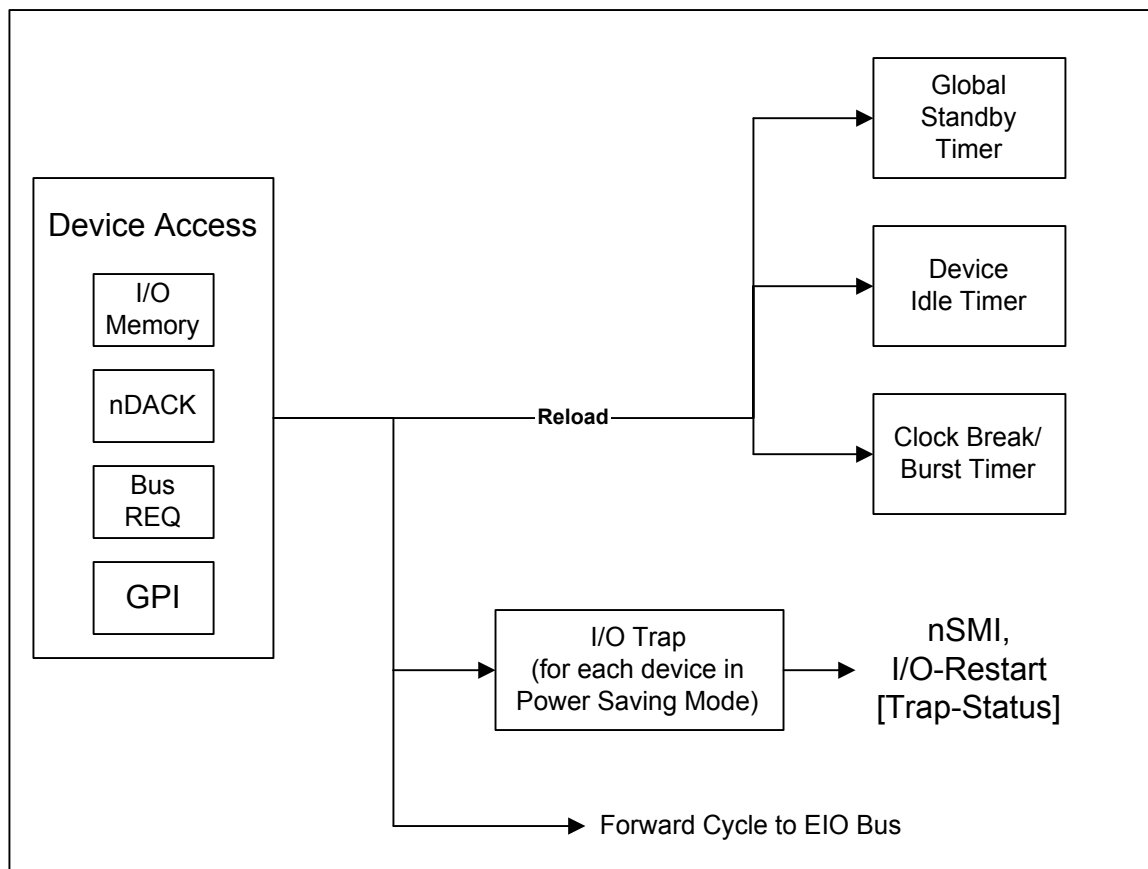 Device Access
I/O
Memory
nDACK
Bus
REQ
GPI
Reload
Global
Standby
Timer
Device
Idle Timer
Clock Break/
Burst Timer
I/O Trap
(for each device in
Power Saving Mode)
nSMI,
I/O-Restart
[Trap-Status]
Forward Cycle to EIO Bus